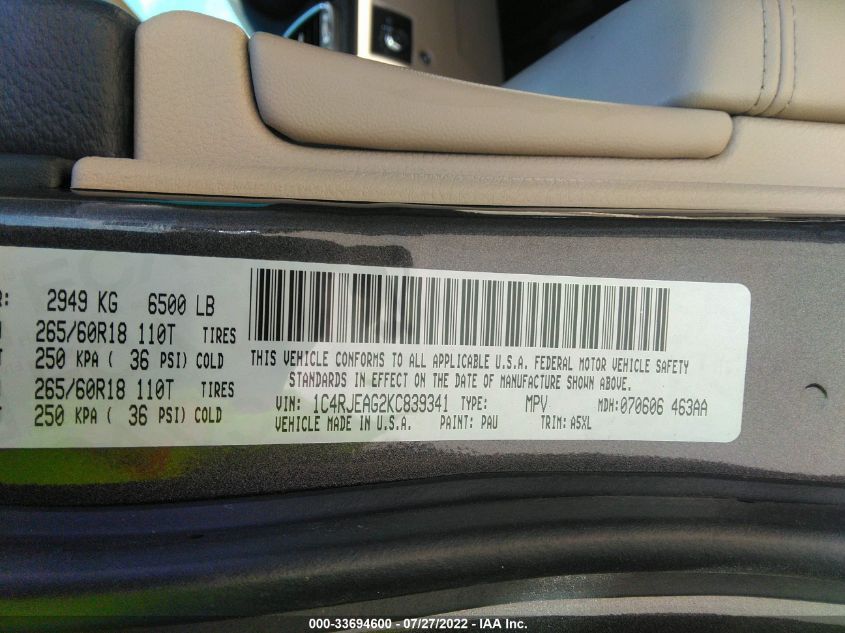 R: 2949 KG 6500 LB
265/60R18 110T TIRES
250 KPA ( 36 PSI) COLD
265/60R18 110T TIRES
250 KPA ( 36 PSI) COLD
THIS VEHICLE CONFORMS TO ALL APPLICABLE U.S.A. FEDERAL MOTOR VEHICLE SAFETY
STANDARDS IN EFFECT ON THE DATE OF MANUFACTURE SHOWN ABOVE.
VIN: 1C4RJEAG2KC839341 TYPE: MPV MDH:070606 463AA
VEHICLE MADE IN U.S.A. PAINT: PAU TRIM: A5XL
000-33694600 - 07/27/2022 - IAA Inc.